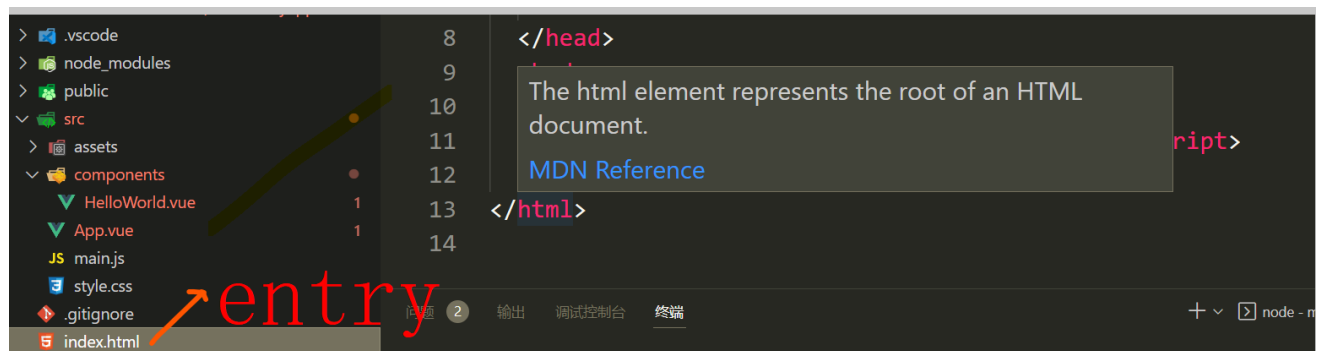 .vscode
node_modules
public
src
assets
components
HelloWorld.vue 1
App.vue 1
JS main.js
style.css
.gitignore
index.html
entry
8 </head>
9
10
11 ript>
12
13 </html>
14
The html element represents the root of an HTML
document.
MDN Reference
问题 2 输出 调试控制台 终端
node - m